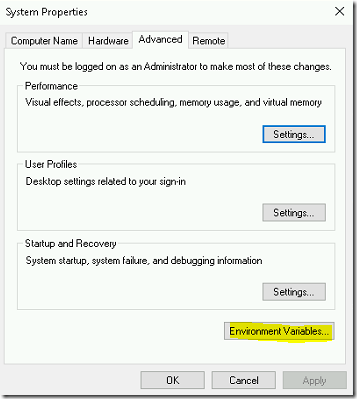 System Properties
Computer Name Hardware Advanced Remote
You must be logged on as an Administrator to make most of these changes.
Performance
Visual effects, processor scheduling, memory usage, and virtual memory
Settings...
User Profiles
Desktop settings related to your sign-in
Settings...
Startup and Recovery
System startup, system failure, and debugging information
Settings...
Environment Variables...
OK Cancel Apply